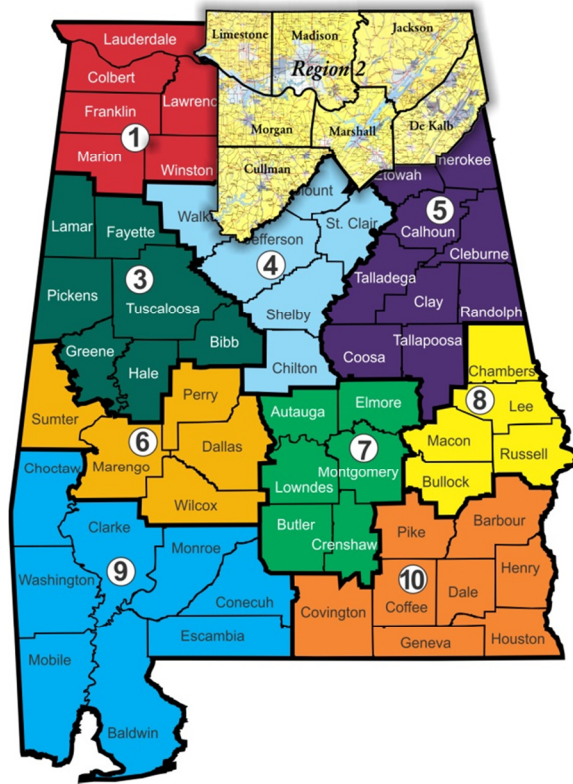 Lauderdale
Limestone
Madison
Jackson
Colbert
Region 2
Franklin
Lawrenc
1
Morgan
Marshall
De Kalb
Marion
Winston
Cullman
herokee
Etowah
Walk
lount
5
Lamar
Fayette
St. Clair
Calhoun
efferson
Cleburne
4
3
Talladega
Pickens
Tuscaloosa
Clay
Shelby
Randolph
Bibb
Tallapoosa
Greene
Hale
Coosa
Chilton
Chambers
Perry
Elmore
8
Lee
Autauga
Sumter
6
7
Macon
Dallas
Russell
Choctaw
Marengo
Montgomery
Bullock
Lowndes
Wilcox
Clarke
Butler
Pike
Barbour
Crenshaw
Monroe
9
Henry
10
Washington
Dale
Conecuh
Covington
Coffee
Escambia
Geneva
Houston
Mobile
Baldwin